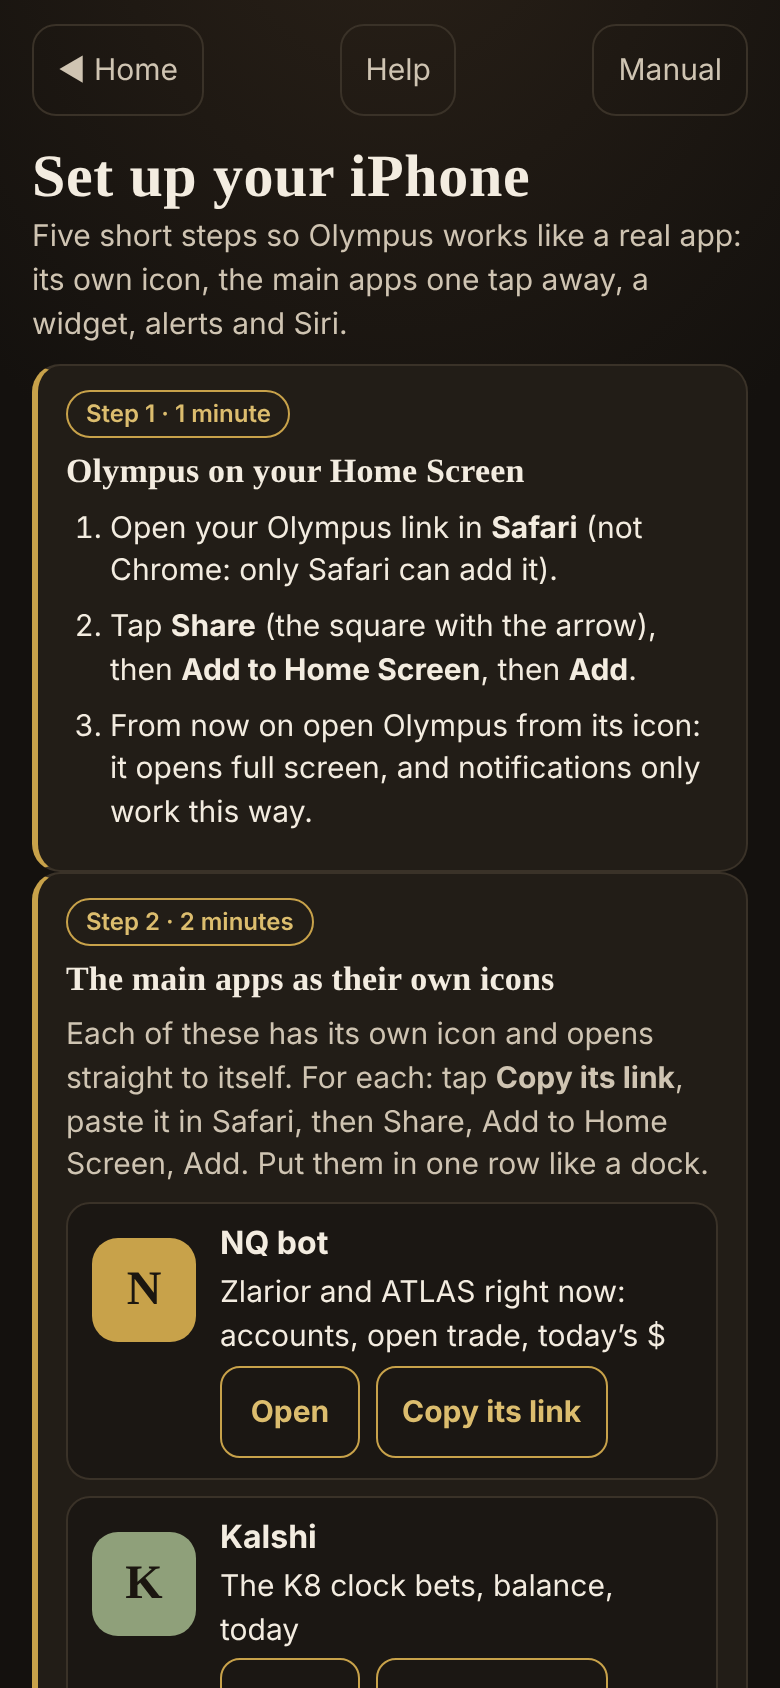 ◀ Home
Help
Manual
Set up your iPhone
Five short steps so Olympus works like a real app:
its own icon, the main apps one tap away, a
widget, alerts and Siri.
Step 1 · 1 minute
Olympus on your Home Screen
1. Open your Olympus link in Safari (not
Chrome: only Safari can add it).
2. Tap Share (the square with the arrow),
then Add to Home Screen, then Add.
3. From now on open Olympus from its icon:
it opens full screen, and notifications only
work this way.
Step 2 · 2 minutes
The main apps as their own icons
Each of these has its own icon and opens
straight to itself. For each: tap Copy its link,
paste it in Safari, then Share, Add to Home
Screen, Add. Put them in one row like a dock.
N
NQ bot
Zlarior and ATLAS right now:
accounts, open trade, today’s $
Open
Copy its link
K
Kalshi
The K8 clock bets, balance,
today